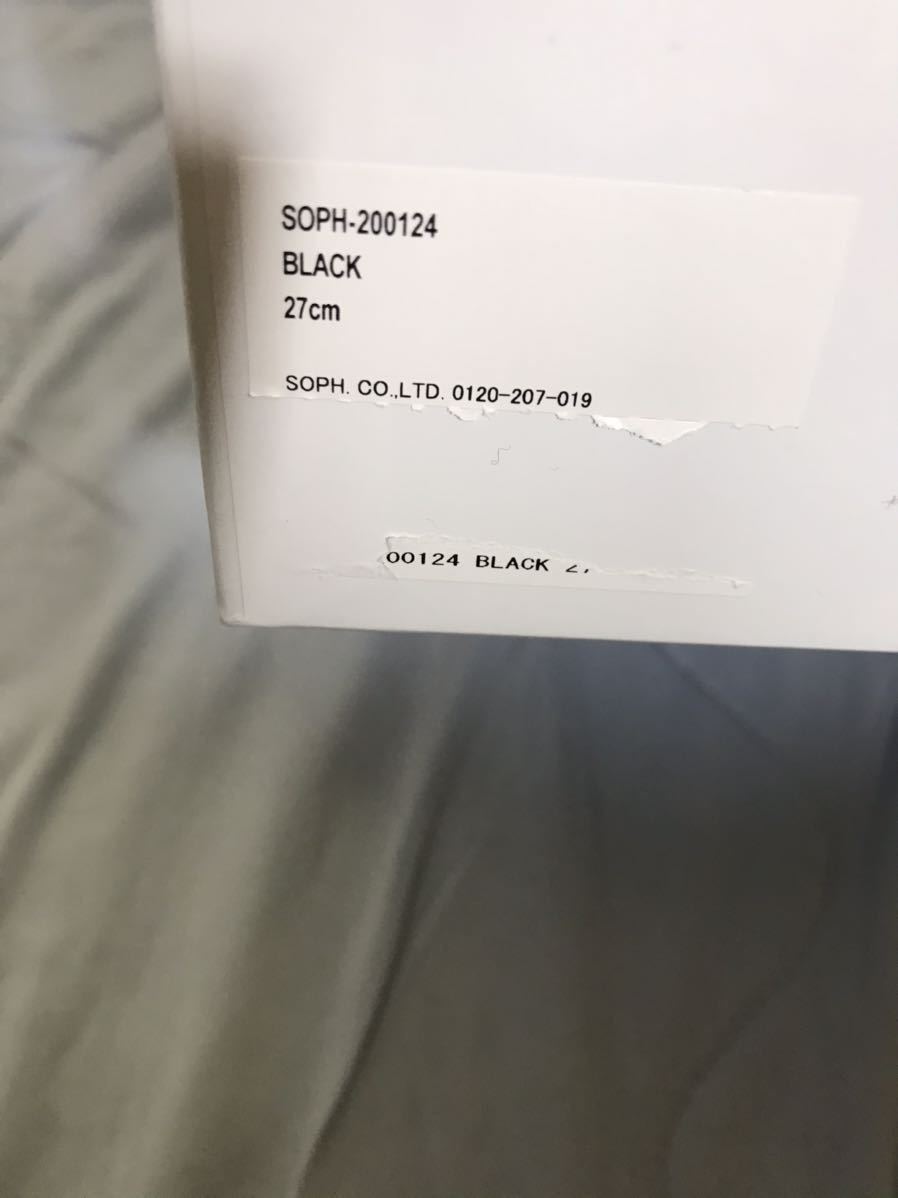 SOPH-200124
BLACK
27cm
SOPH. CO.,LTD. 0120-207-019
00124 BLACK